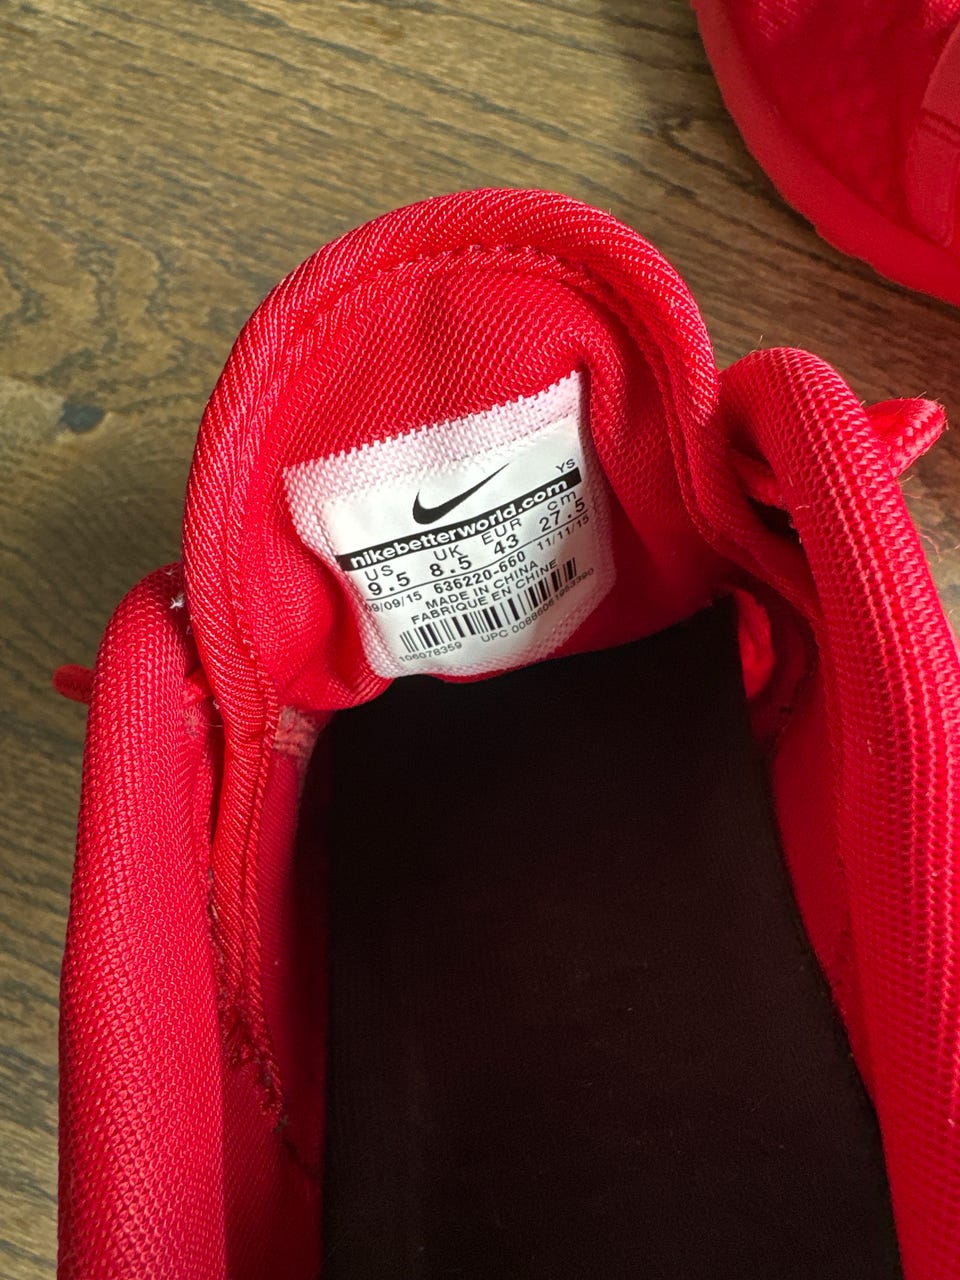 YS
nikebetterworld.com
US UK EUR cm
9.5 8.5 43 27.5
09/09/15 636220-660 11/11/15
MADE IN CHINA
FABRIQUE EN CHINE
106078359 UPC